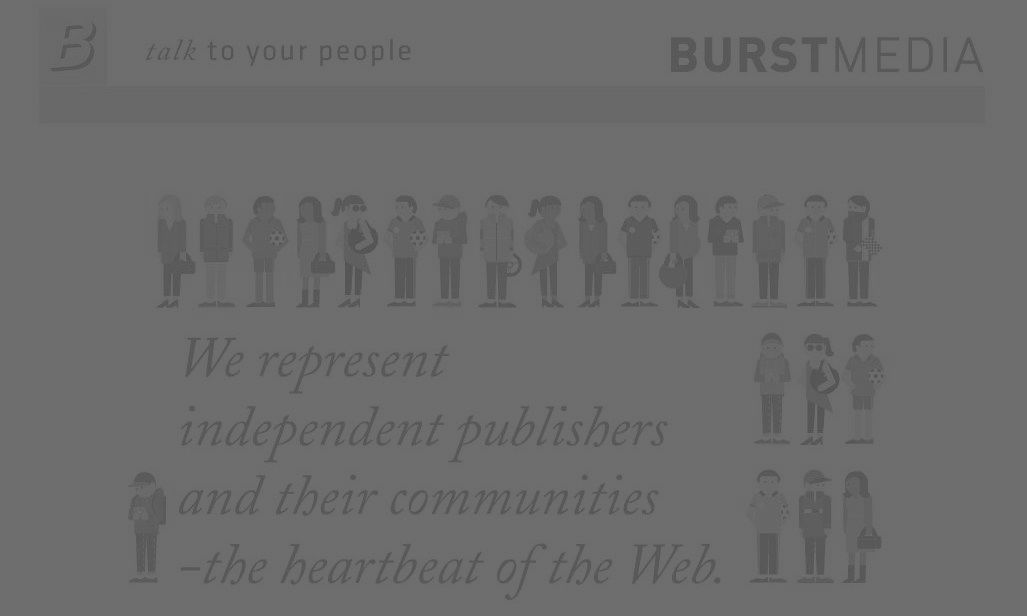 B
talk to your people
BURSTMEDIA
We represent
independent publishers
and their communities
–the heartbeat of the Web.